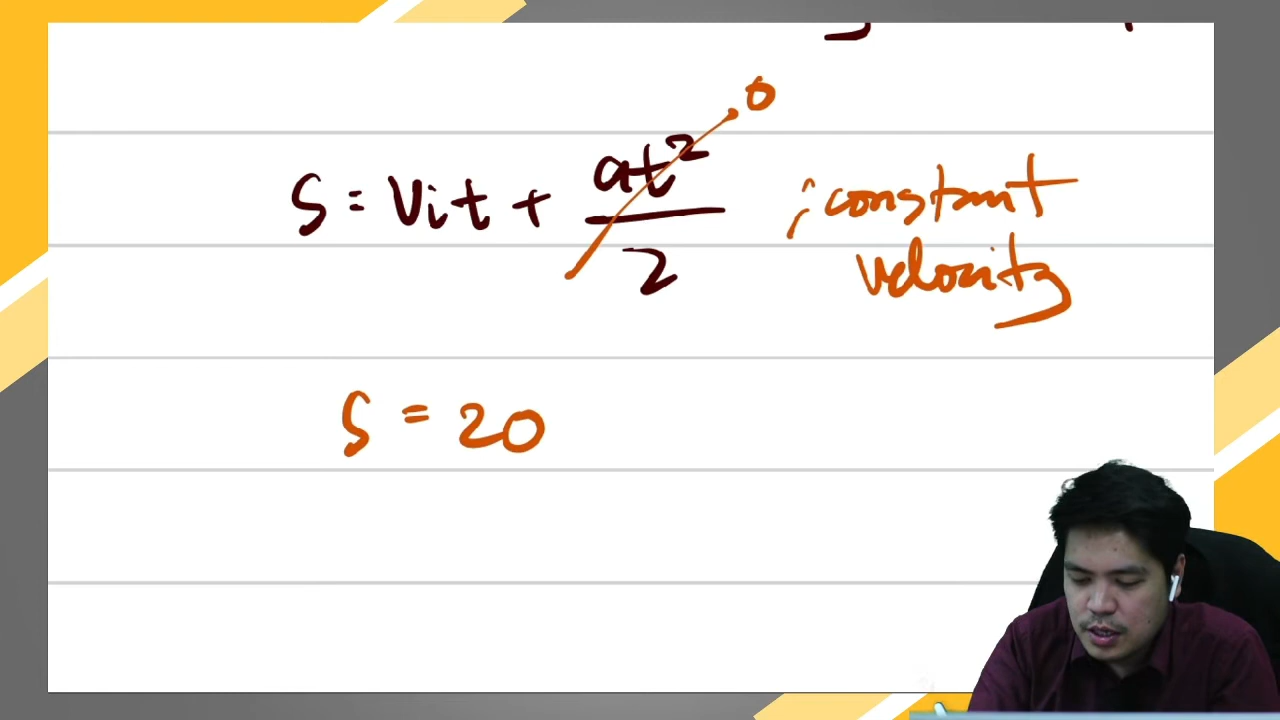 S = Vit + at²/2 ; constant
0
velocity
S = 20